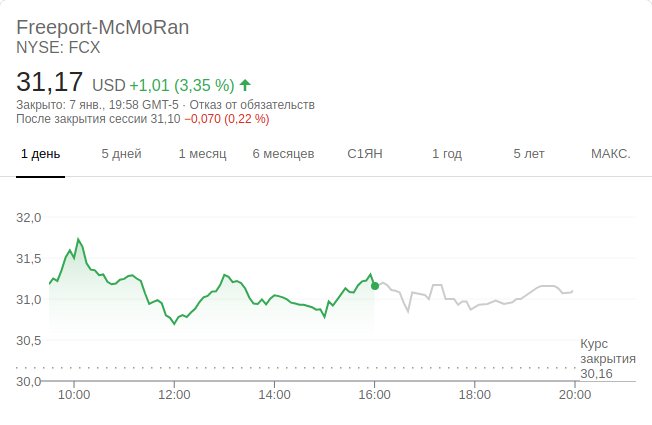 Freeport-McMoRan
NYSE: FCX
31,17 USD +1,01 (3,35 %)
Закрыто: 7 янв., 19:58 GMT-5 · Отказ от обязательств
После закрытия сессии 31,10 −0,070 (0,22 %)
1 день 5 дней 1 месяц 6 месяцев С1ЯН 1 год 5 лет МАКС.
32,0
31,5
31,0
30,5
Курс
закрытия
30,16
30,0
10:00 12:00 14:00 16:00 18:00 20:00